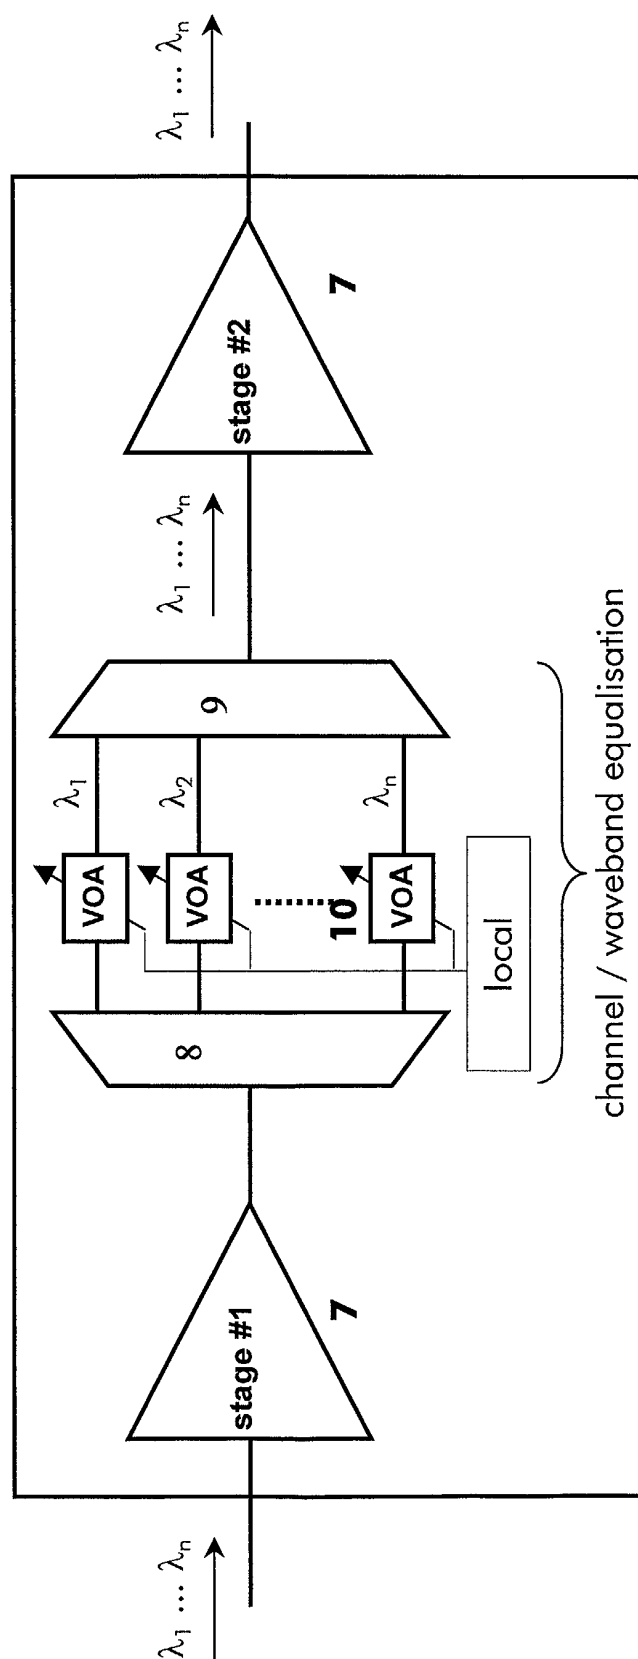 λ1 ... λn
stage #1
7
8
VOA
λ1
VOA
λ2
10
VOA
λn
local
9
λ1 ... λn
stage #2
7
λ1 ... λn
channel / waveband equalisation